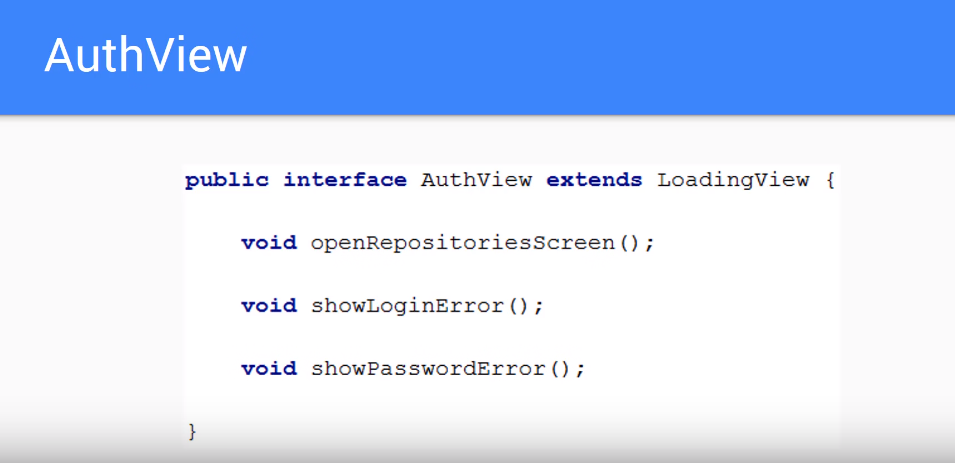 AuthView
public interface AuthView extends LoadingView {
void openRepositoriesScreen();
void showLoginError();
void showPasswordError();
}